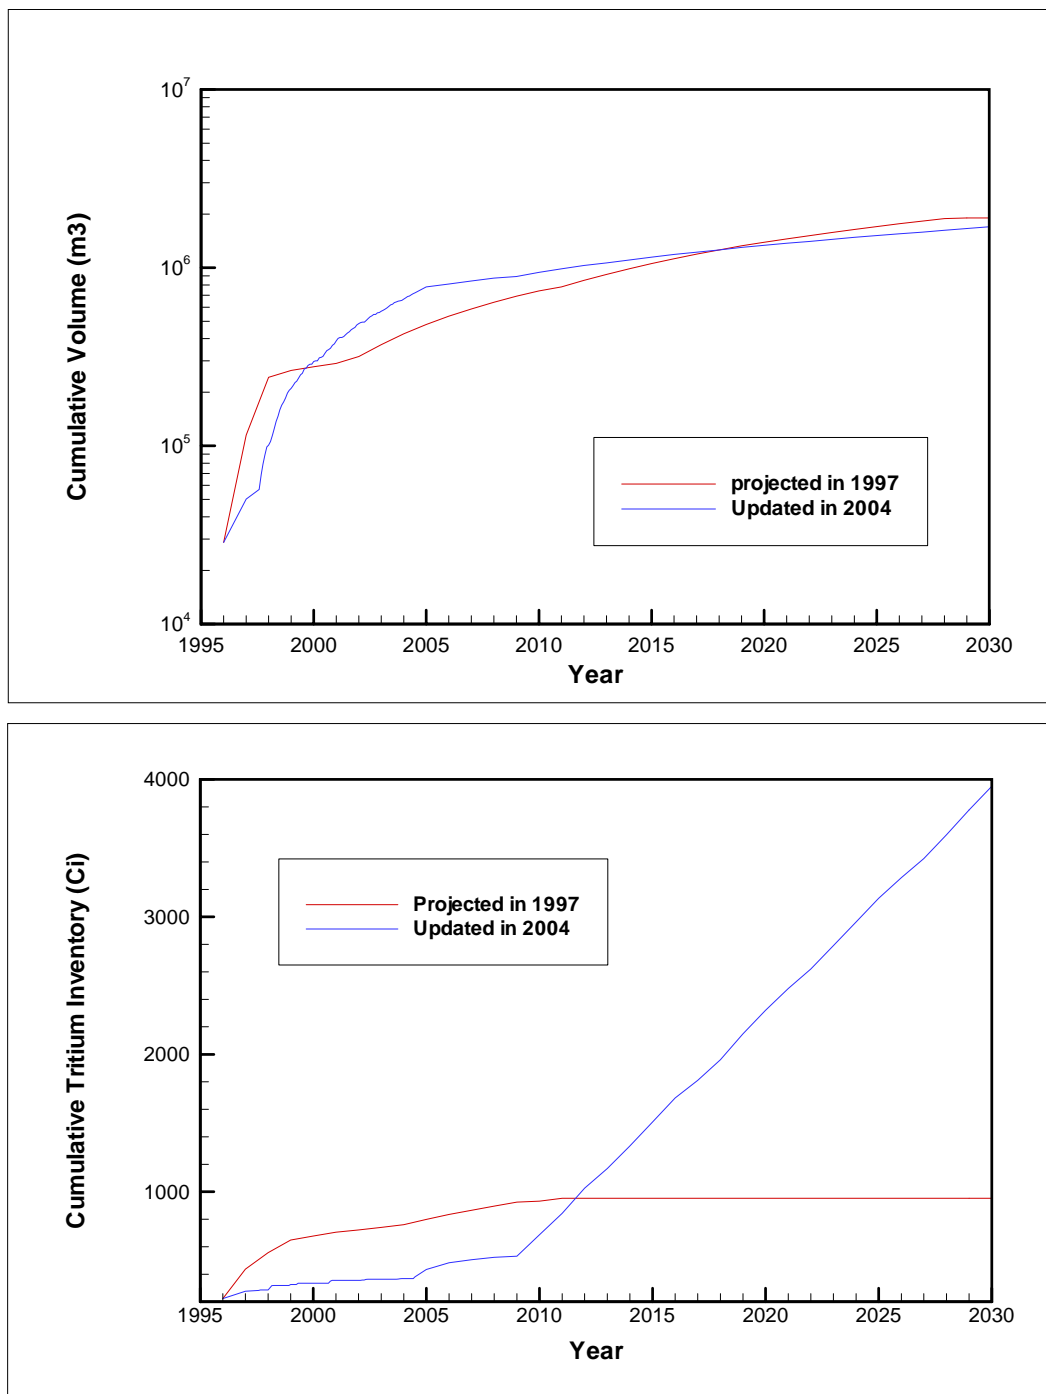 10^7
10^6
10^5
10^4
Cumulative Volume (m3)
projected in 1997
Updated in 2004
1995 2000 2005 2010 2015 2020 2025 2030
Year
4000
3000
2000
1000
Cumulative Tritium Inventory (Ci)
Projected in 1997
Updated in 2004
1995 2000 2005 2010 2015 2020 2025 2030
Year